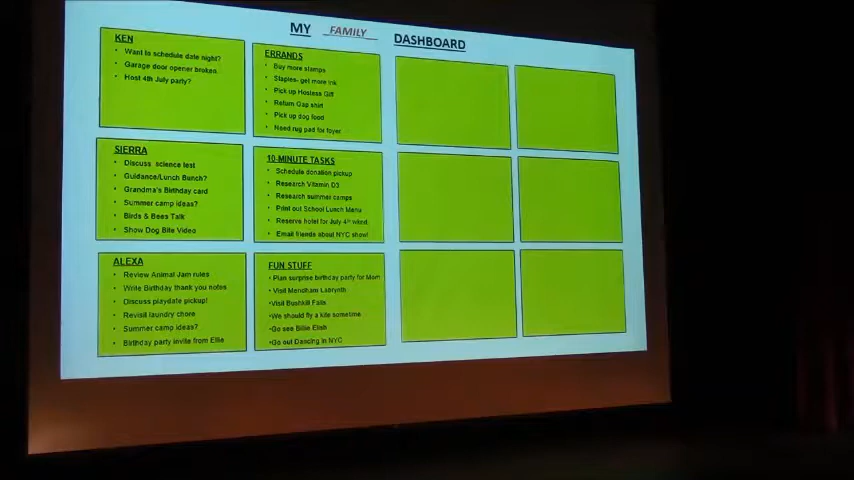 MY FAMILY DASHBOARD
KEN
• Want to schedule date night?
• Garage door opener broken
• Host 4th July party?
ERRANDS
• Buy more stamps
• Staples- get more ink
• Pick up Hostess Gift
• Return Gap shirt
• Pick up dog food
• Need rug pad for foyer
SIERRA
• Discuss science test
• Guidance/Lunch Bunch?
• Grandma's Birthday card
• Summer camp ideas?
• Birds & Bees Talk
• Show Dog Bite Video
10-MINUTE TASKS
• Schedule donation pickup
• Research Vitamin D3
• Research summer camps
• Print out School Lunch Menu
• Reserve hotel for July 4th wknd.
• Email friends about NYC show!
ALEXA
• Review Animal Jam rules
• Write Birthday thank you notes
• Discuss playdate pickup!
• Revisit laundry chore
• Summer camp ideas?
• Birthday party invite from Ellie
FUN STUFF
•Plan surprise birthday party for Mom
•Visit Mendham Labrynth
•Visit Bushkill Falls
•We should fly a kite sometime
•Go see Billie Elish
•Go out Dancing in NYC